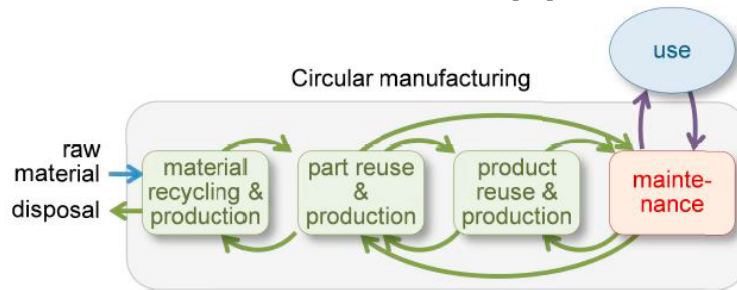 use
Circular manufacturing
raw
material
disposal
material
recycling &
production
part reuse
&
production
product
reuse &
production
mainte-
nance